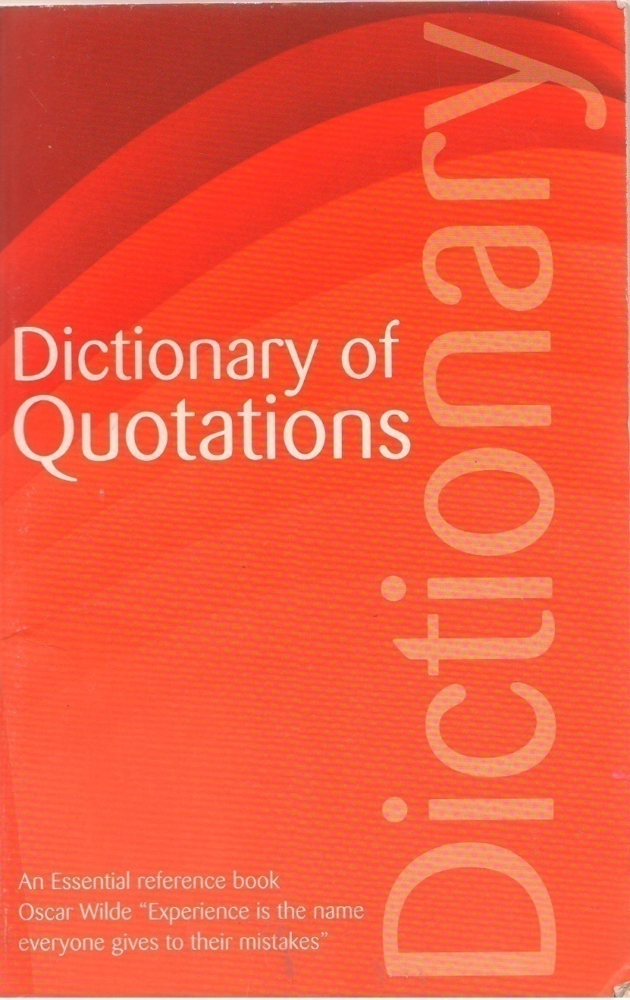 Dictionary of
Quotations
Dictionary
An Essential reference book
Oscar Wilde “Experience is the name
everyone gives to their mistakes”